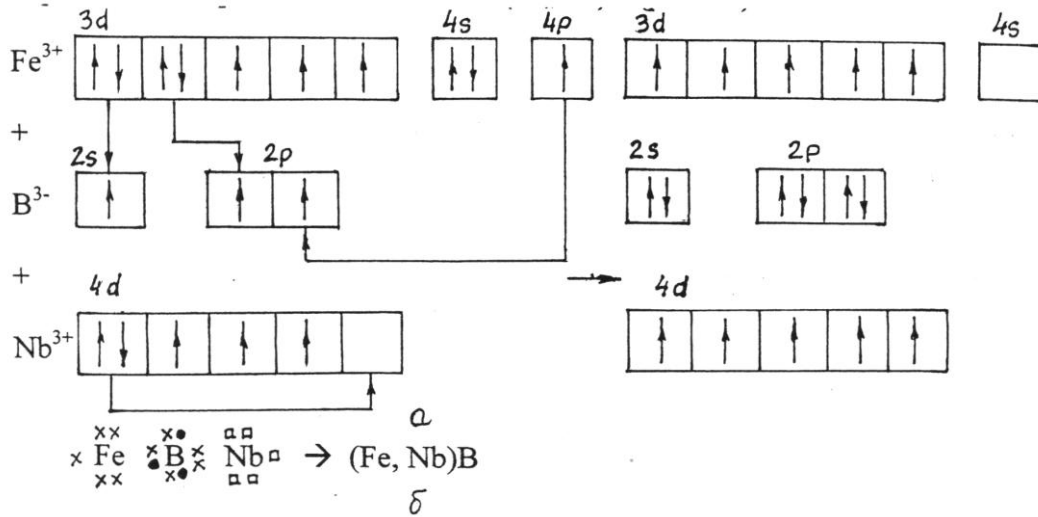 3d 4s 4p 3d 4s
Fe³⁺
+
2s 2p 2s 2p
B³⁻
+
4d 4d
Nb³⁺
а
Fe B Nb → (Fe, Nb)B
б